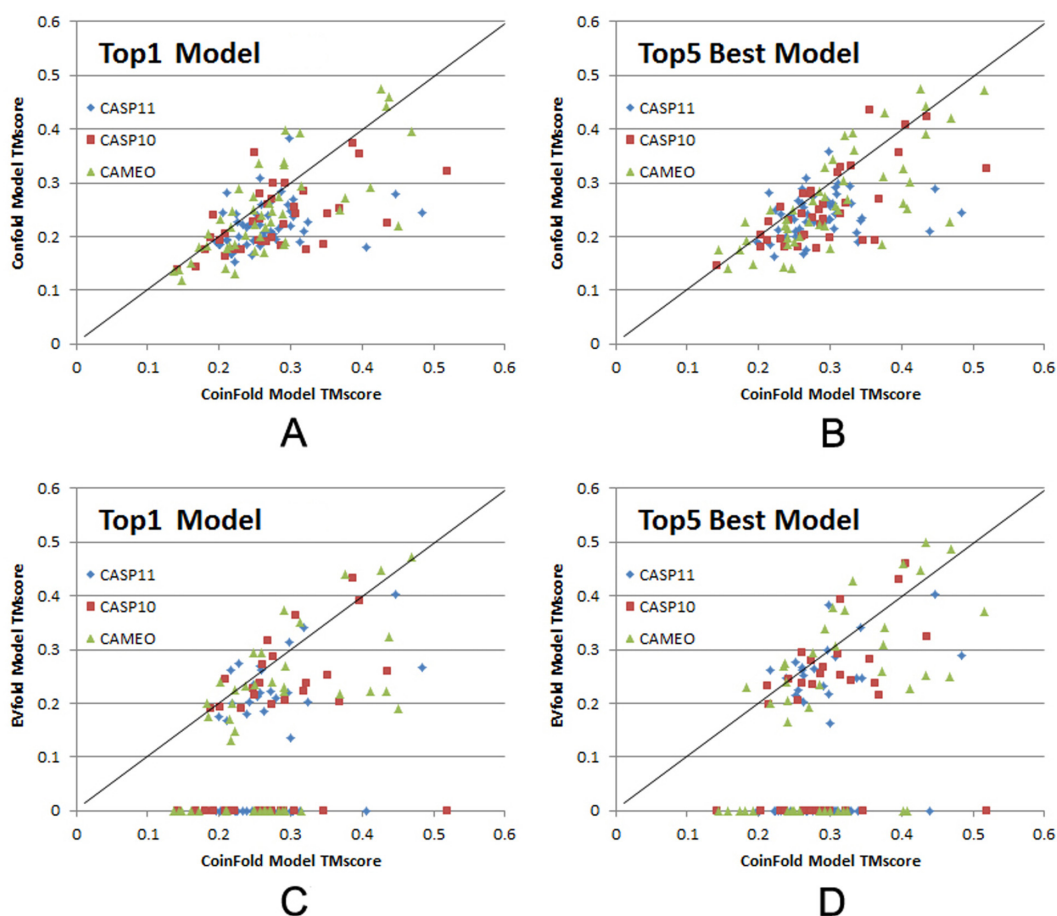 Top1 Model
CASP11
CASP10
CAMEO
Confold Model TMscore
0.6
0.5
0.4
0.3
0.2
0.1
0
0 0.1 0.2 0.3 0.4 0.5 0.6
CoinFold Model TMscore
A
Top5 Best Model
CASP11
CASP10
CAMEO
Confold Model TMscore
0.6
0.5
0.4
0.3
0.2
0.1
0
0 0.1 0.2 0.3 0.4 0.5 0.6
CoinFold Model TMscore
B
Top1 Model
CASP11
CASP10
CAMEO
EVfold Model TMscore
0.6
0.5
0.4
0.3
0.2
0.1
0
0 0.1 0.2 0.3 0.4 0.5 0.6
CoinFold Model TMscore
C
Top5 Best Model
CASP11
CASP10
CAMEO
EVfold Model TMscore
0.6
0.5
0.4
0.3
0.2
0.1
0
0 0.1 0.2 0.3 0.4 0.5 0.6
CoinFold Model TMscore
D